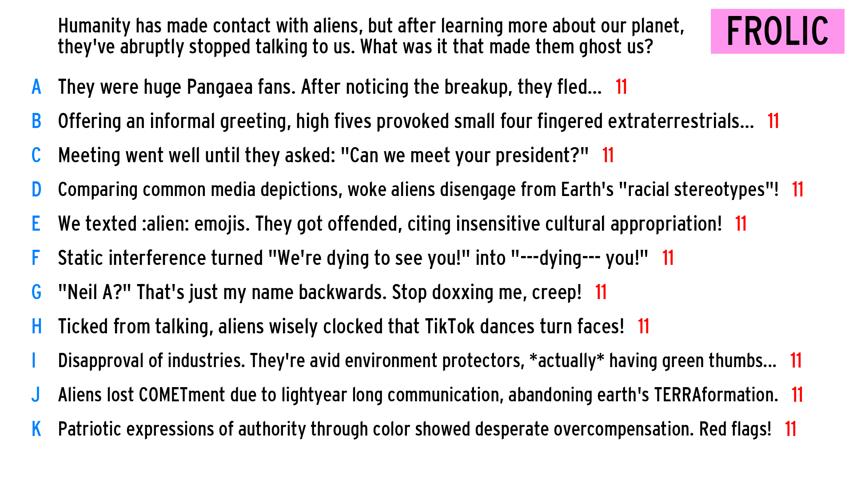 Humanity has made contact with aliens, but after learning more about our planet,
they've abruptly stopped talking to us. What was it that made them ghost us?
FROLIC
A They were huge Pangaea fans. After noticing the breakup, they fled... 11
B Offering an informal greeting, high fives provoked small four fingered extraterrestrials... 11
C Meeting went well until they asked: "Can we meet your president?" 11
D Comparing common media depictions, woke aliens disengage from Earth's "racial stereotypes"! 11
E We texted :alien: emojis. They got offended, citing insensitive cultural appropriation! 11
F Static interference turned "We're dying to see you!" into "---dying--- you!" 11
G "Neil A?" That's just my name backwards. Stop doxxing me, creep! 11
H Ticked from talking, aliens wisely clocked that TikTok dances turn faces! 11
I Disapproval of industries. They're avid environment protectors, *actually* having green thumbs... 11
J Aliens lost COMETment due to lightyear long communication, abandoning earth's TERRAformation. 11
K Patriotic expressions of authority through color showed desperate overcompensation. Red flags! 11